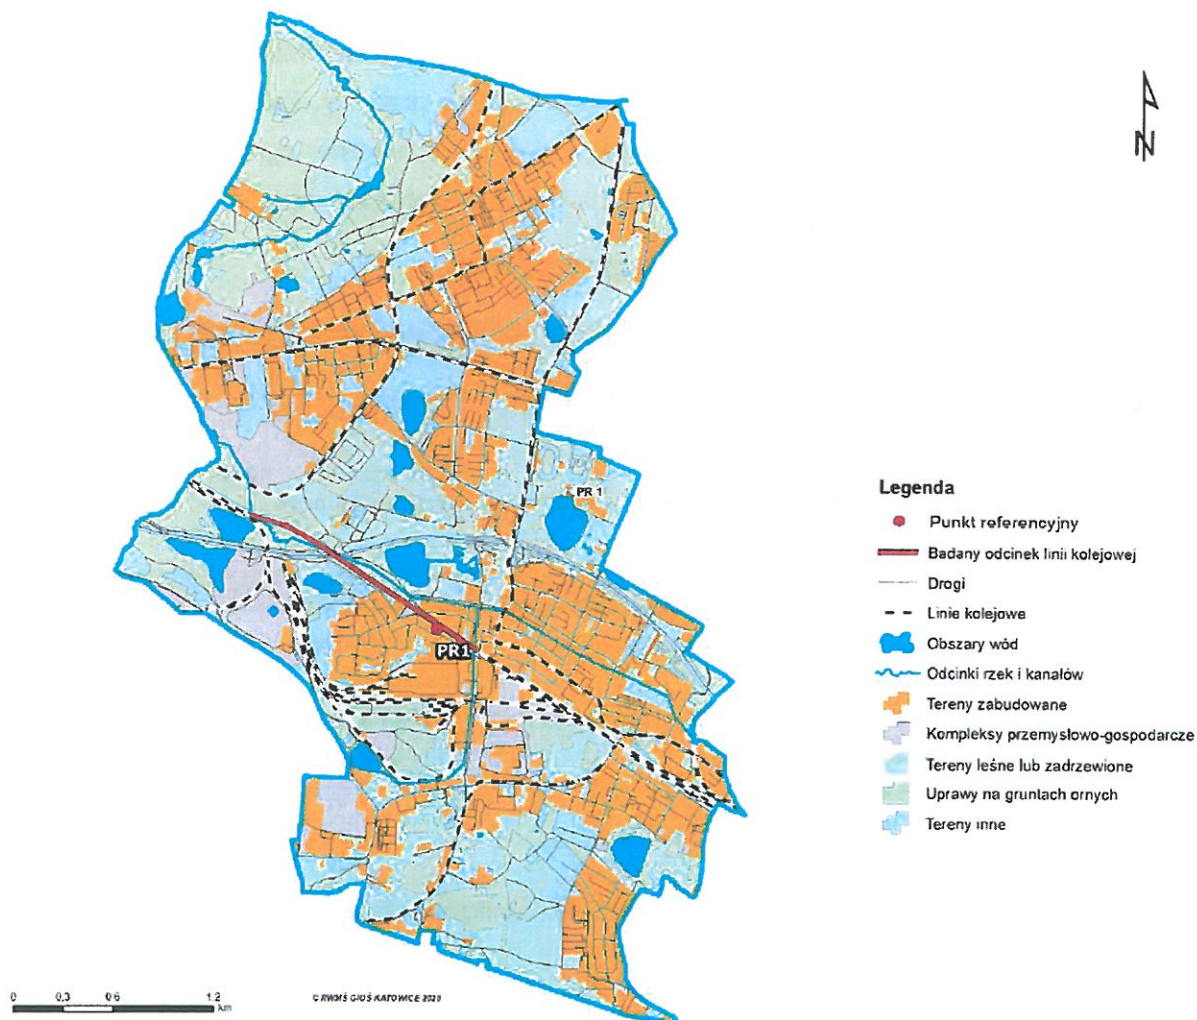 N
PR 1
PR1
Legenda
Punkt referencyjny
Badany odcinek linii kolejowej
Drogi
Linie kolejowe
Obszary wód
Odcinki rzek i kanałów
Tereny zabudowane
Kompleksy przemysłowo-gospodarcze
Tereny leśne lub zadrzewione
Uprawy na gruntach ornych
Tereny inne
0 0,3 0,6 1,2
km
© RWMŚ GIOŚ KATOWICE 2020